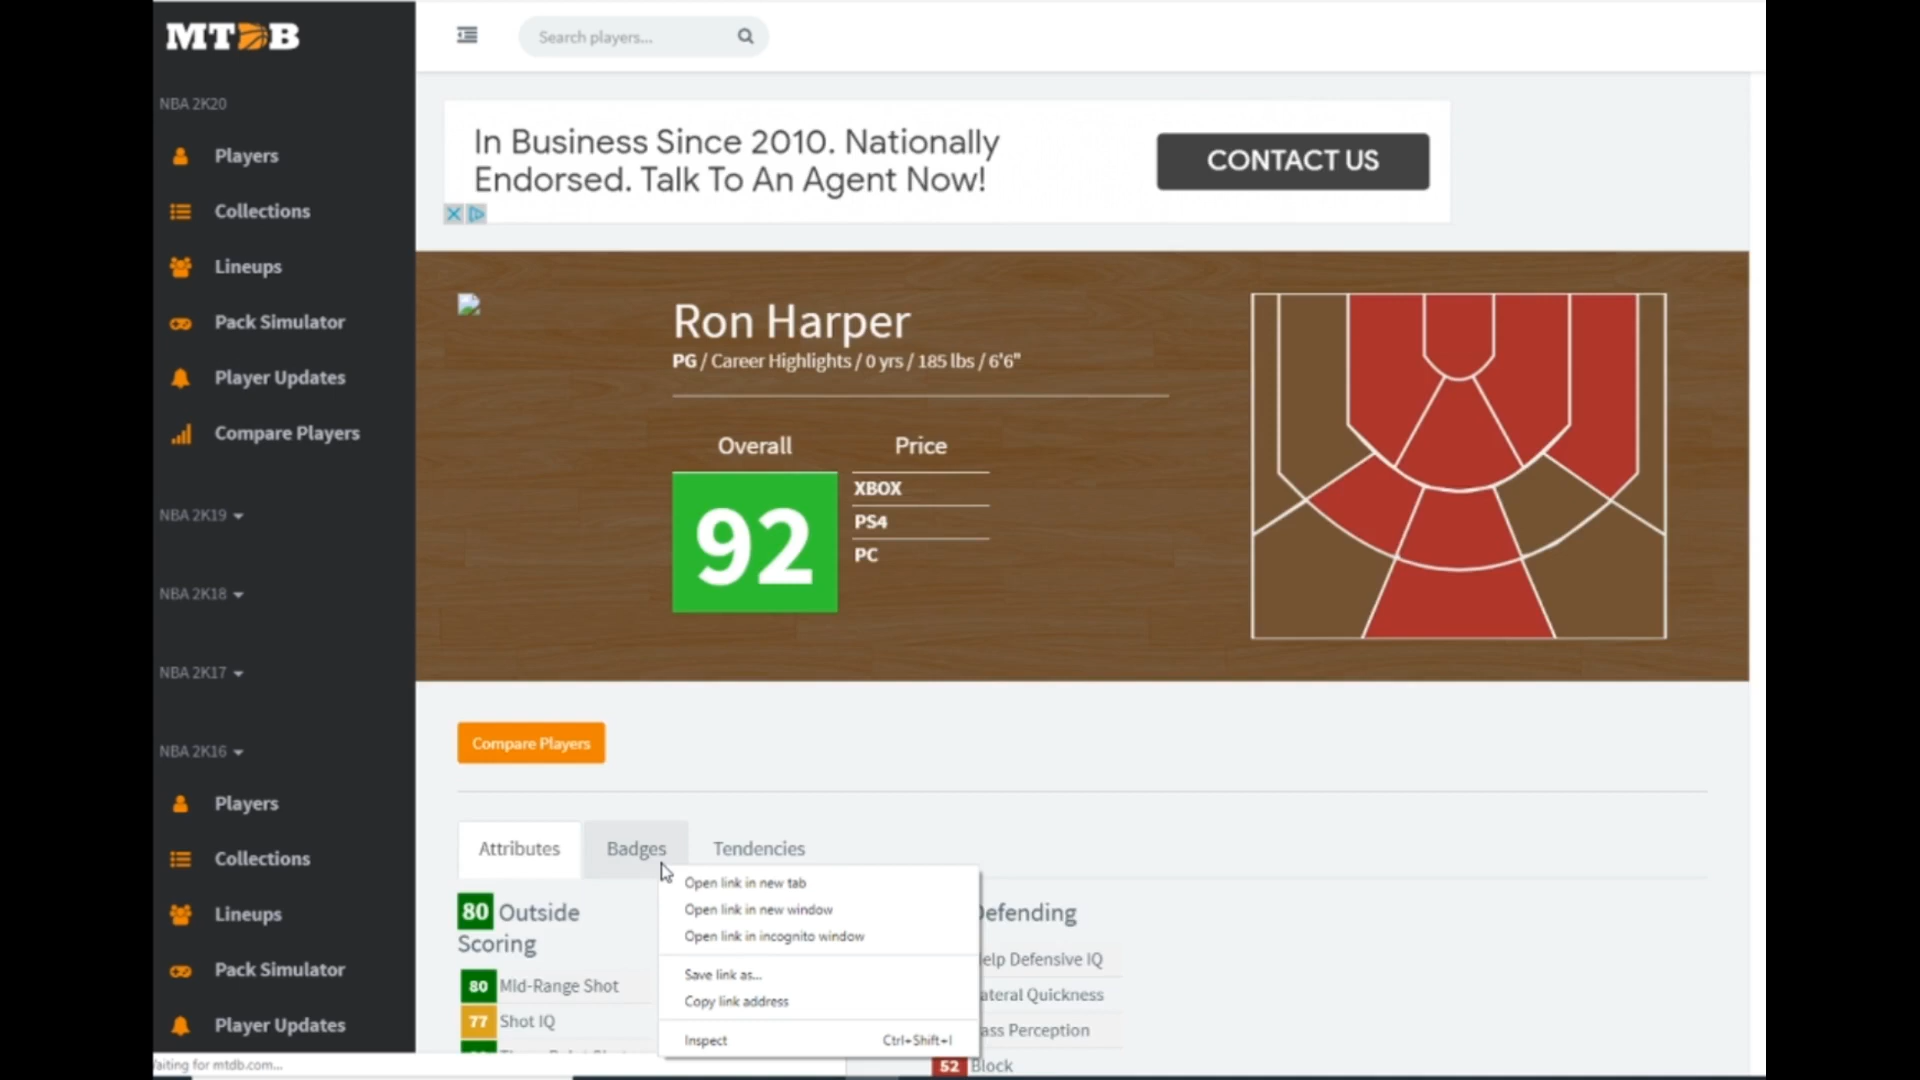 MTDB
Search players...
NBA 2K20
Players
Collections
Lineups
Pack Simulator
Player Updates
Compare Players
NBA 2K19
NBA 2K18
NBA 2K17
NBA 2K16
Players
Collections
Lineups
Pack Simulator
Player Updates
In Business Since 2010. Nationally
Endorsed. Talk To An Agent Now!
CONTACT US
Ron Harper
PG / Career Highlights / 0 yrs / 185 lbs / 6'6"
Overall
92
Price
XBOX
PS4
PC
Compare Players
Attributes
Badges
Tendencies
80 Outside
Scoring
80 Mid-Range Shot
77 Shot IQ
Open link in new tab
Open link in new window
Open link in incognito window
Save link as...
Copy link address
Inspect Ctrl+Shift+I
Defending
elp Defensive IQ
ateral Quickness
ass Perception
52 Block
aiting for mtdb.com...